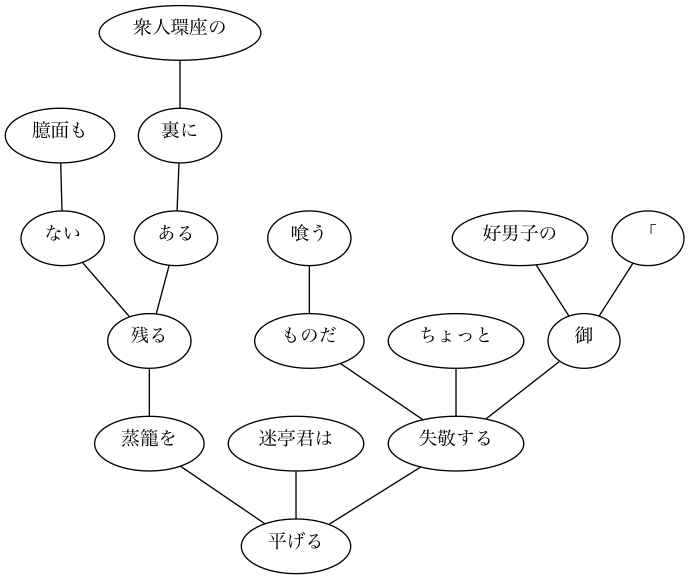 衆人環座の
臆面も
裏に
ない
ある
喰う
好男子の
「
残る
ものだ
ちょっと
御
蒸籠を
迷亭君は
失敬する
平げる